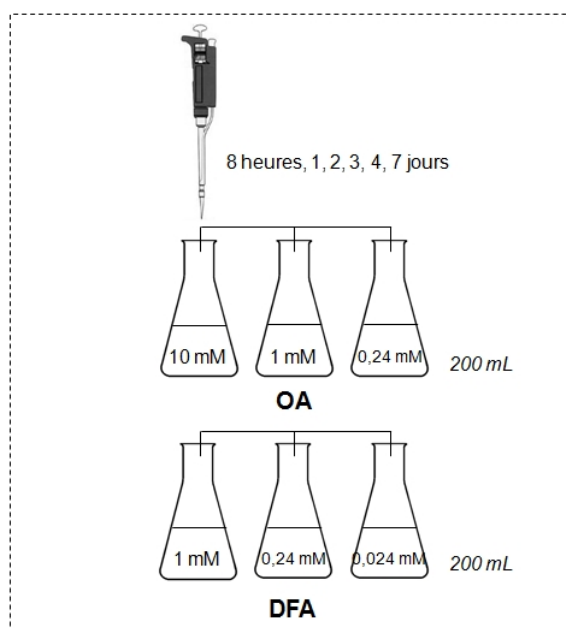 8 heures, 1, 2, 3, 4, 7 jours
10 mM 1 mM 0,24 mM 200 mL
OA
1 mM 0,24 mM 0,024 mM 200 mL
DFA